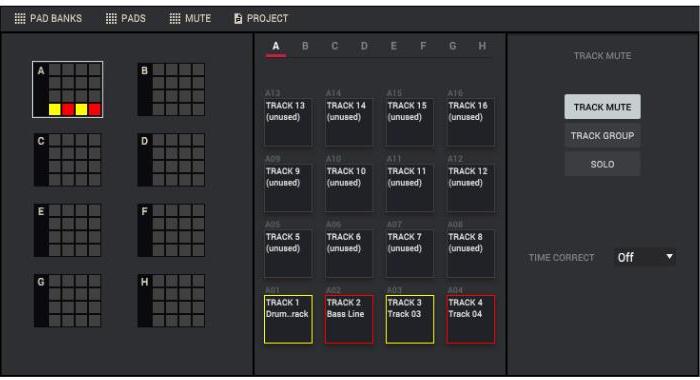 PAD BANKS PADS MUTE PROJECT
A B C D E F G H
TRACK MUTE
A
B
A13 A14 A15 A16
TRACK 13 TRACK 14 TRACK 15 TRACK 16
(unused) (unused) (unused) (unused)
TRACK MUTE
TRACK GROUP
SOLO
C
D
A09 A10 A11 A12
TRACK 9 TRACK 10 TRACK 11 TRACK 12
(unused) (unused) (unused) (unused)
E
F
A05 A06 A07 A08
TRACK 5 TRACK 6 TRACK 7 TRACK 8
(unused) (unused) (unused) (unused)
TIME CORRECT Off
G
H
A01 A02 A03 A04
TRACK 1 TRACK 2 TRACK 3 TRACK 4
Drum..rack Bass Line Track 03 Track 04